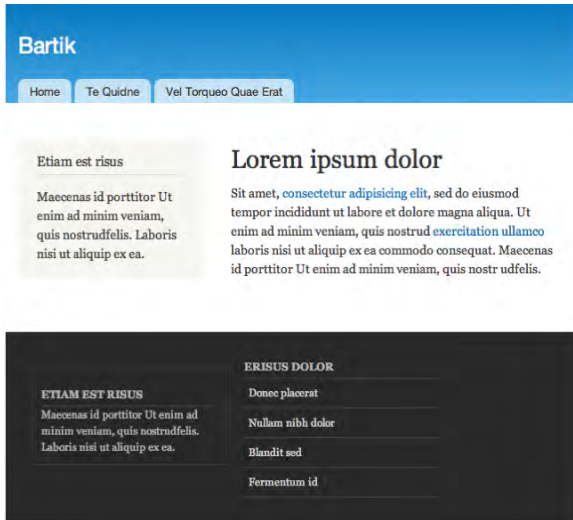 Bartik
Home Te Quidne Vel Torqueo Quae Erat
Etiam est risus
Maecenas id porttitor Ut
enim ad minim veniam,
quis nostrudfelis. Laboris
nisi ut aliquip ex ea.
Lorem ipsum dolor
Sit amet, consectetur adipisicing elit, sed do eiusmod
tempor incididunt ut labore et dolore magna aliqua. Ut
enim ad minim veniam, quis nostrud exercitation ullamco
laboris nisi ut aliquip ex ea commodo consequat. Maecenas
id porttitor Ut enim ad minim veniam, quis nostr udfelis.
ETIAM EST RISUS
Maecenas id porttitor Ut enim ad
minim veniam, quis nostrudfelis.
Laboris nisi ut aliquip ex ea.
ERISUS DOLOR
Donec placerat
Nullam nibh dolor
Blandit sed
Fermentum id